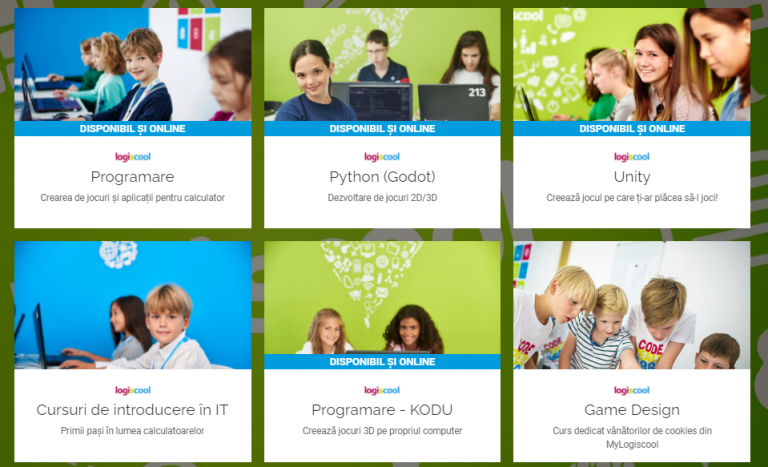 DISPONIBIL ȘI ONLINE
logiscool
Programare
Crearea de jocuri și aplicații pentru calculator
213
DISPONIBIL ȘI ONLINE
logiscool
Python (Godot)
Dezvoltare de jocuri 2D/3D
DISPONIBIL ȘI ONLINE
logiscool
Unity
Creează jocul pe care ți-ar plăcea să-l joci!
logiscool
Cursuri de introducere în IT
Primii pași în lumea calculatoarelor
DISPONIBIL ȘI ONLINE
logiscool
Programare - KODU
Creează jocuri 3D pe propriul computer
CODE
CODE
logiscool
Game Design
Curs dedicat vânătorilor de cookies din
MyLogiscool